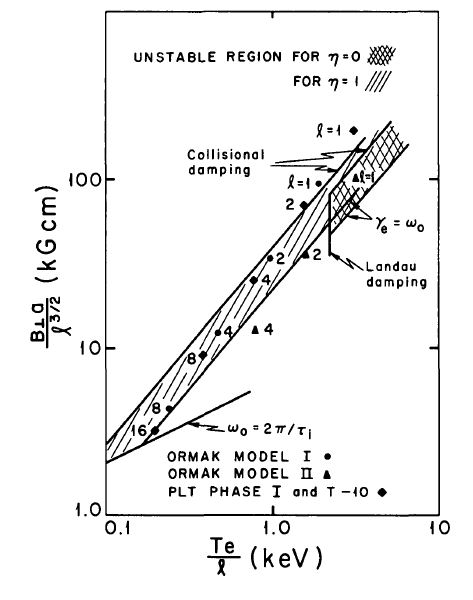 UNSTABLE REGION FOR η=0
FOR η=1
ℓ=1
Collisional
damping
ℓ=1
ℓ=1
2
100
γe = ω0
2
2
Landau
damping
4
B⊥a
ℓ3/2
(kG cm)
4
4
10
8
8
16
ω0 = 2π/τi
ORMAK MODEL I •
ORMAK MODEL II ▲
PLT PHASE I and T-10 ◆
1.0
0.1
1.0
10
Te
ℓ
(keV)